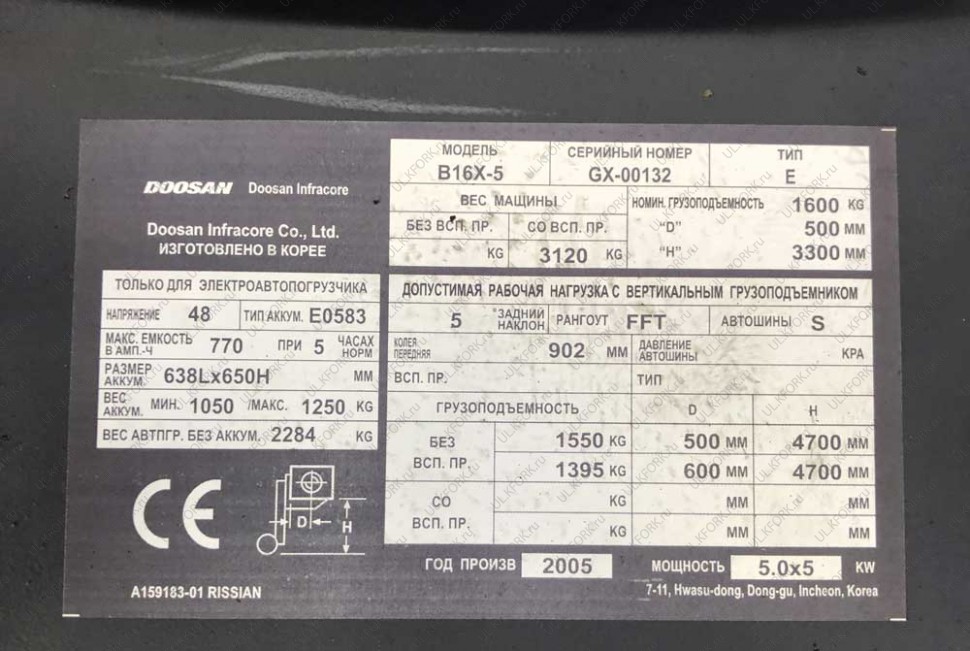 DOOSAN Doosan Infracore
Doosan Infracore Co., Ltd.
ИЗГОТОВЛЕНО В КОРЕЕ
МОДЕЛЬ СЕРИЙНЫЙ НОМЕР ТИП
B16X-5 GX-00132 E
ВЕС МАЩИНЫ
БЕЗ ВСП. ПР. СО ВСП. ПР.
KG 3120 KG
НОМИН. ГРУЗОПОДЪЕМНОСТЬ 1600 KG
"D" 500 MM
"H" 3300 MM
ТОЛЬКО ДЛЯ ЭЛЕКТРОАВТОПОГРУЗЧИКА
НАПРЯЖЕНИЕ 48 ТИП АККУМ. E0583
МАКС. ЕМКОСТЬ В АМП.-Ч 770 ПРИ 5 ЧАСАХ НОРМ
РАЗМЕР АККУМ. 638Lx650H MM
ВЕС АККУМ. МИН. 1050 /МАКС. 1250 KG
ВЕС АВТПГР. БЕЗ АККУМ. 2284 KG
ДОПУСТИМАЯ РАБОЧАЯ НАГРУЗКА С ВЕРТИКАЛЬНЫМ ГРУЗОПОДЪЕМНИКОМ
5 °ЗАДНИЙ НАКЛОН РАНГОУТ FFT АВТОШИНЫ S
КОЛЕЯ ПЕРЕДНЯЯ 902 MM ДАВЛЕНИЕ АВТОШИНЫ КРА
ВСП. ПР. ТИП
ГРУЗОПОДЪЕМНОСТЬ D H
БЕЗ ВСП. ПР. 1550 KG 500 MM 4700 MM
1395 KG 600 MM 4700 MM
СО ВСП. ПР. KG MM MM
KG MM MM
CE
D
H
ГОД ПРОИЗВ 2005 МОЩНОСТЬ 5.0x5 KW
A159183-01 RISSIAN
7-11, Hwasu-dong, Dong-gu, Incheon, Korea
ULKFORK.ru